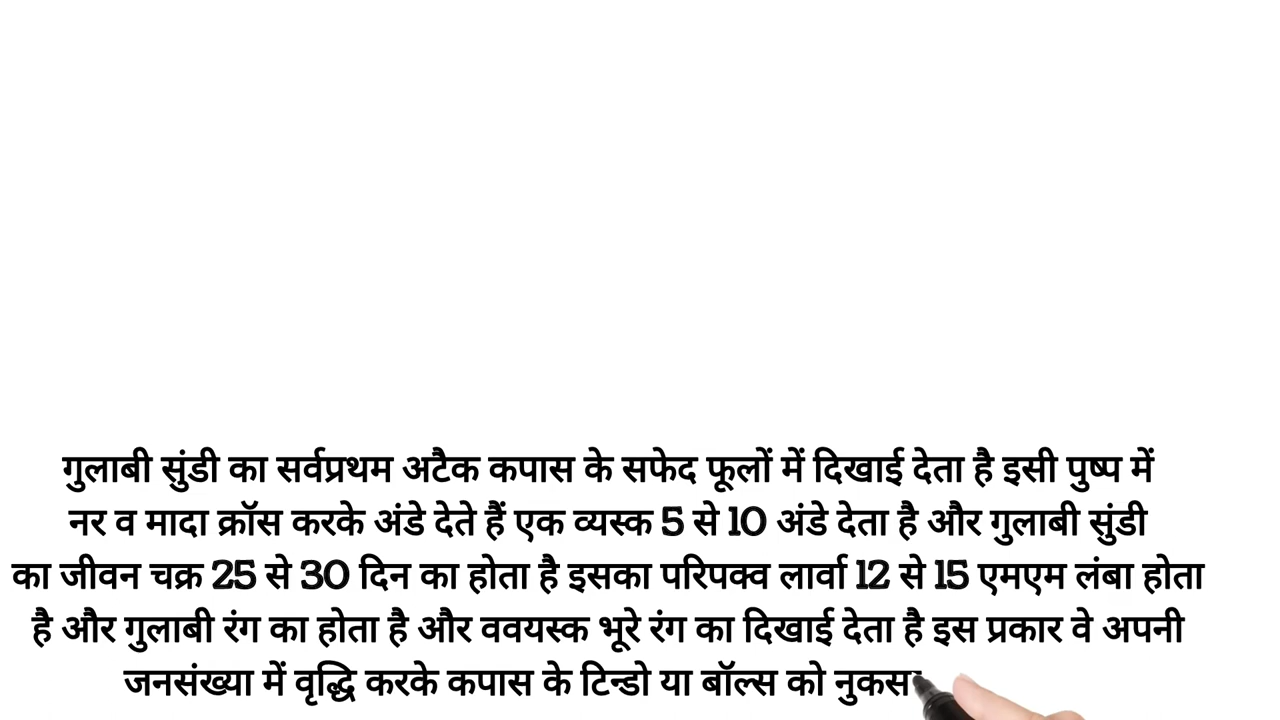 गुलाबी सुंडी का सर्वप्रथम अटैक कपास के सफेद फूलों में दिखाई देता है इसी पुष्प में
नर व मादा क्रॉस करके अंडे देते हैं एक व्यस्क 5 से 10 अंडे देता है और गुलाबी सुंडी
का जीवन चक्र 25 से 30 दिन का होता है इसका परिपक्व लार्वा 12 से 15 एमएम लंबा होता
है और गुलाबी रंग का होता है और ववयस्क भूरे रंग का दिखाई देता है इस प्रकार वे अपनी
जनसंख्या में वृद्धि करके कपास के टिन्डो या बॉल्स को